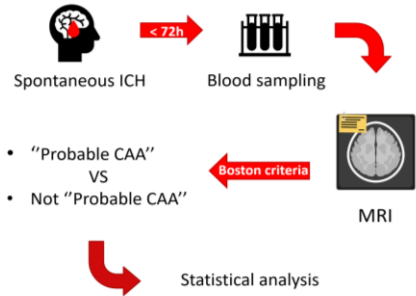 < 72h
Spontaneous ICH
Blood sampling
MRI
Boston criteria
• ‘’Probable CAA’’
VS
• Not ‘’Probable CAA’’
Statistical analysis